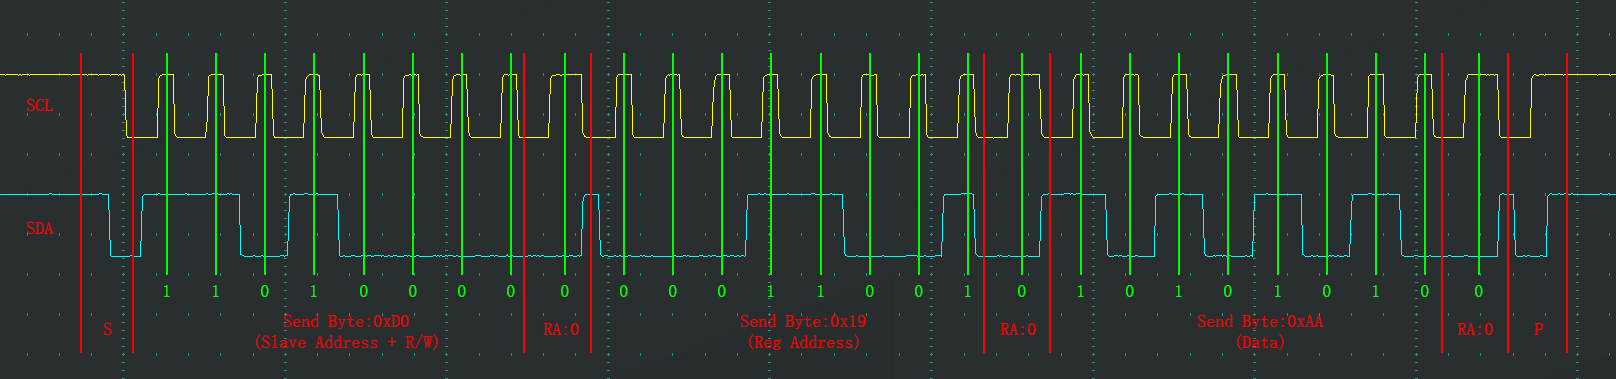 SCL
SDA
1 1 0 1 0 0 0 0 0 0 0 0 1 1 0 0 1 0 1 0 1 0 1 0 1 0 0
S Send Byte:0xD0 (Slave Address + R/W) RA:0 Send Byte:0x19 (Reg Address) RA:0 Send Byte:0xAA (Data) RA:0 P